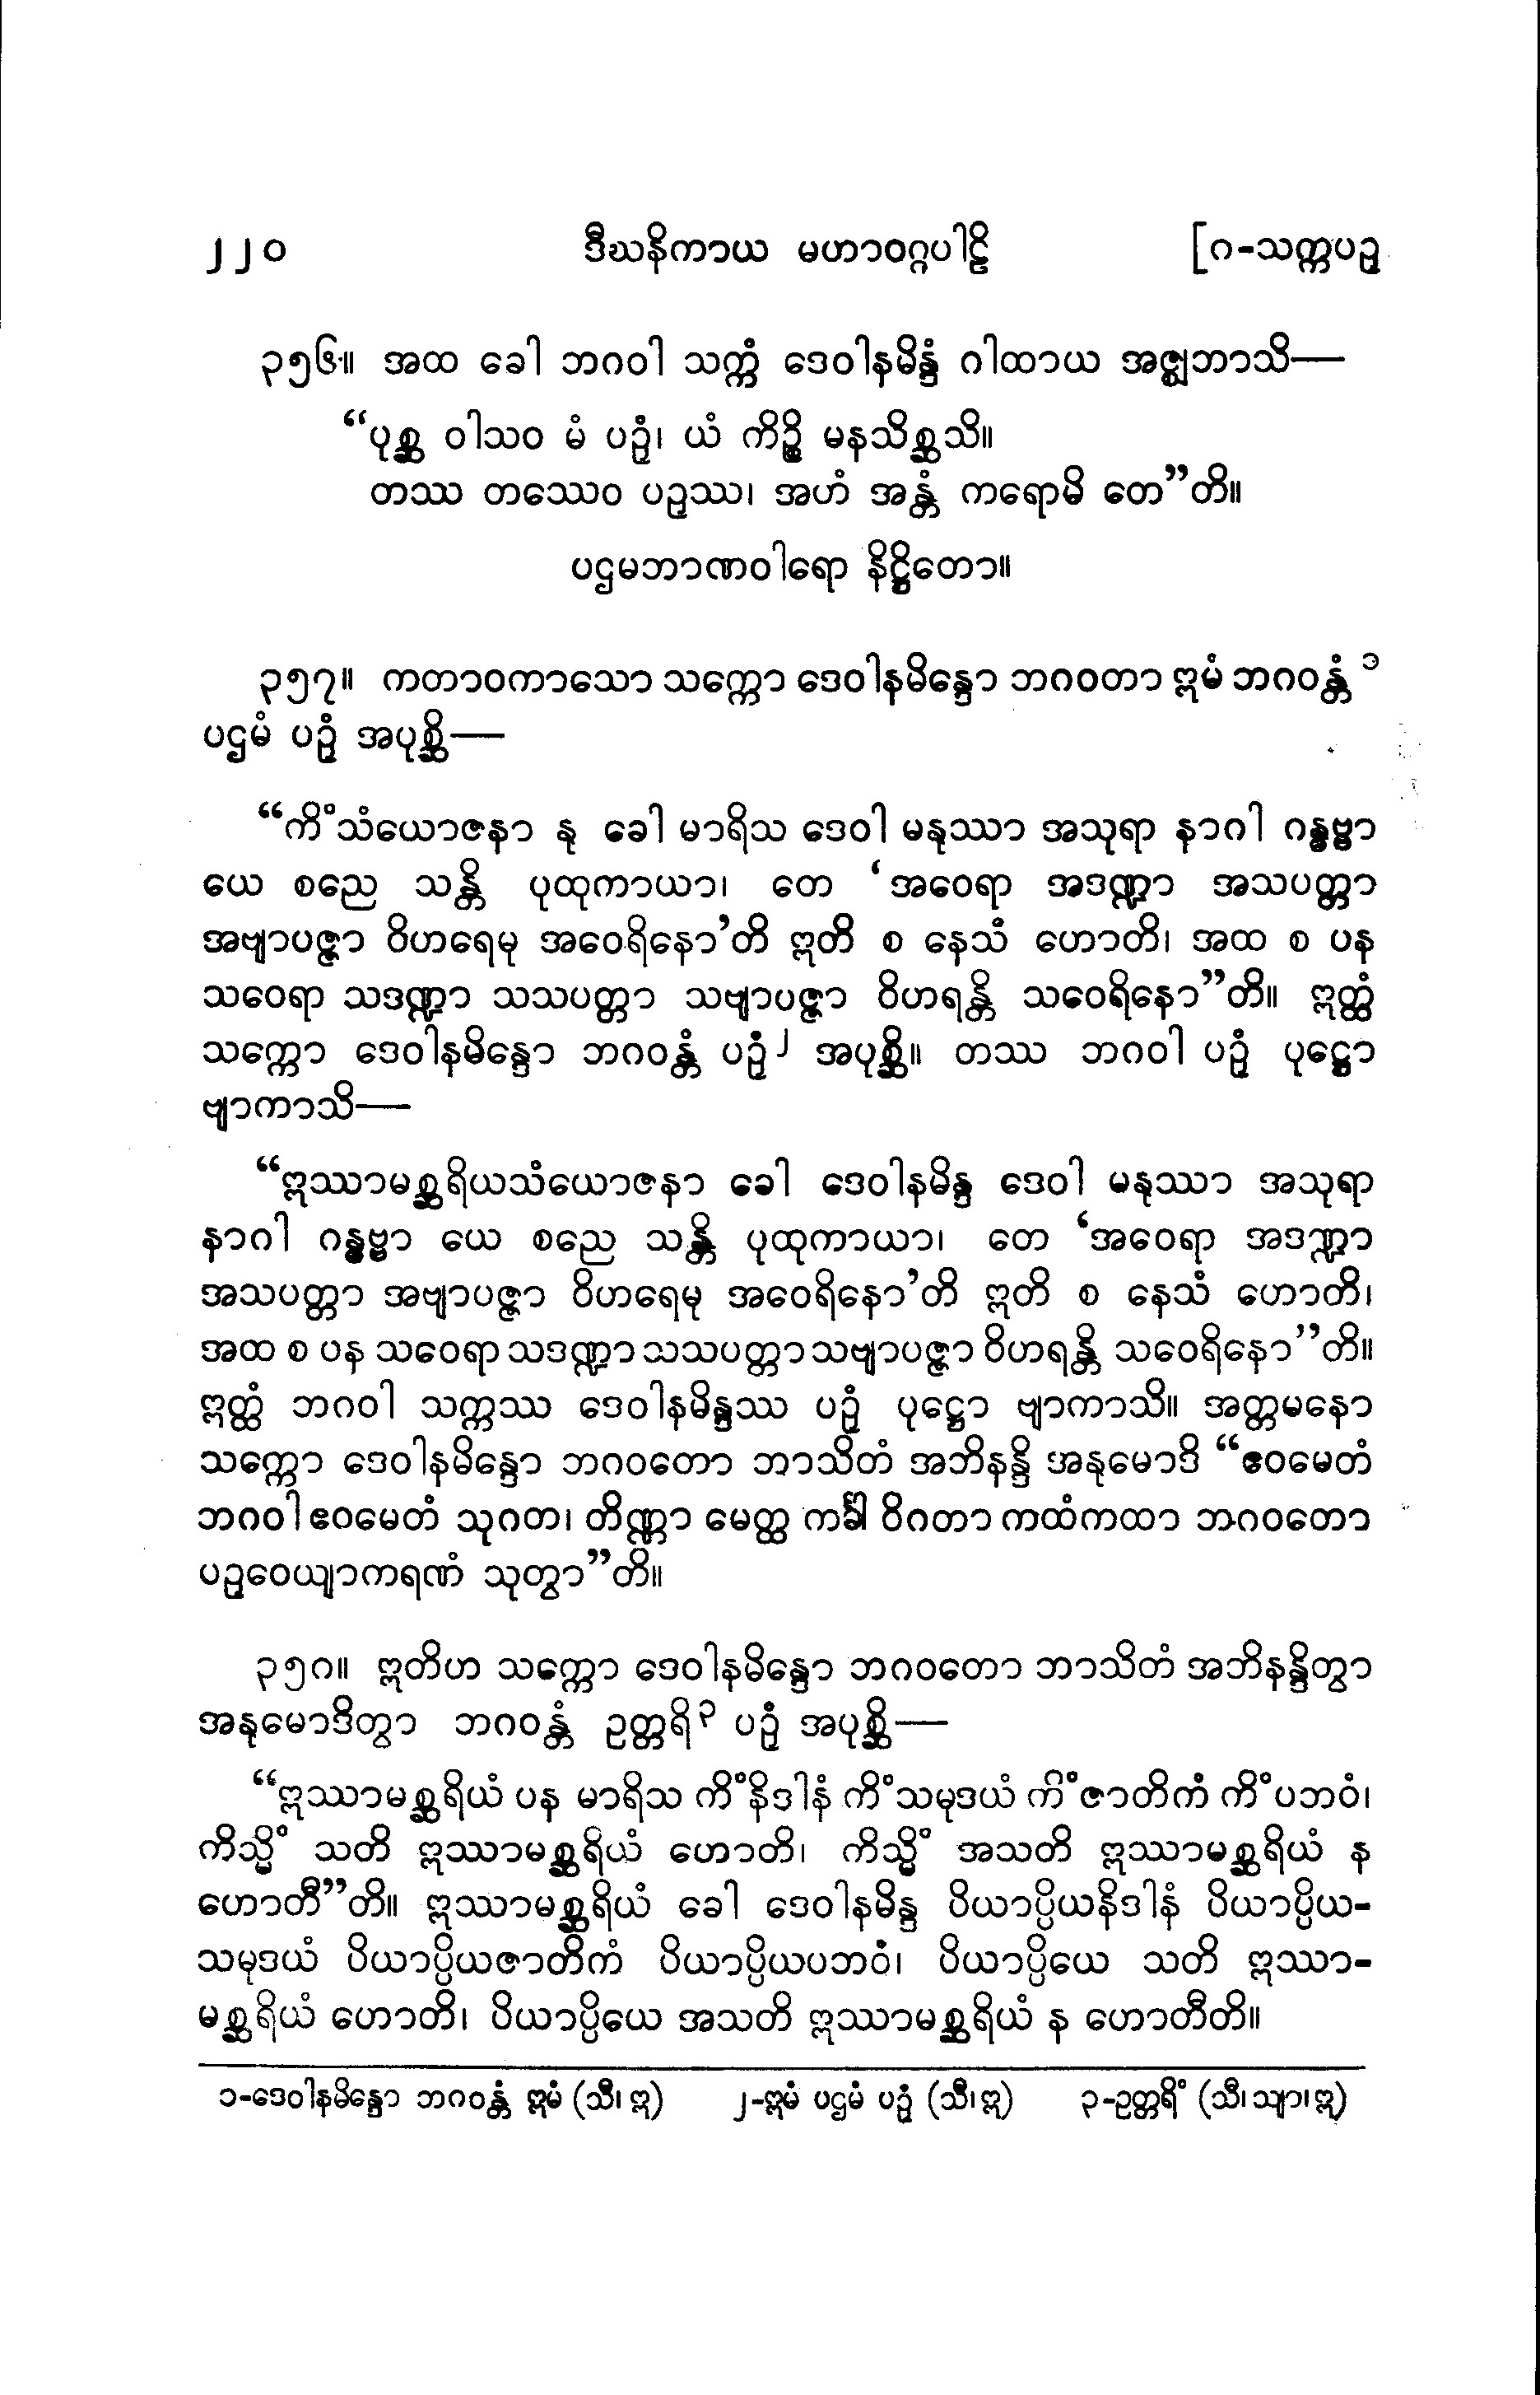 ၂၂၀ ဒီဃနိကာယ မဟာဝဂ္ဂပါဠိ [၈-သက္ကပဉှ
၃၅၆။ အထ ခေါ ဘဂဝါ သက္ကံ ဒေဝါနမိန္ဒံ ဂါထာယ အဇ္ဈဘာသိ—
“ပုစ္ဆ ဝါသဝ မံ ပဉှံ၊ ယံ ကိဉ္စိ မနသိစ္ဆသိ။
တဿ တဿေဝ ပဉှဿ၊ အဟံ အန္တံ ကရောမိ တေ”တိ။
ပဌမဘာဏဝါရော နိဋ္ဌိတော။
၃၅၇။ ကတာဝကာသော သက္ကော ဒေဝါနမိန္ဒော ဘဂဝတာ ဣမံ ဘဂဝန္တံ ၁
ပဌမံ ပဉှံ အပုစ္ဆိ—
“ကိံသံယောဇနာ နု ခေါ မာရိသ ဒေဝါ မနုဿာ အသုရာ နာဂါ ဂန္ဓဗ္ဗာ
ယေ စညေ သန္တိ ပုထုကာယာ၊ တေ ‘အဝေရာ အဒဏ္ဍာ အသပတ္တာ
အဗျာပဇ္ဇာ ဝိဟရေမု အဝေရိနော’တိ ဣတိ စ နေသံ ဟောတိ၊ အထ စ ပန
သဝေရာ သဒဏ္ဍာ သသပတ္တာ သဗျာပဇ္ဇာ ဝိဟရန္တိ သဝေရိနော”တိ။ ဣတ္ထံ
သက္ကော ဒေဝါနမိန္ဒော ဘဂဝန္တံ ပဉှံ၂ အပုစ္ဆိ။ တဿ ဘဂဝါ ပဉှံ ပုဋ္ဌော
ဗျာကာသိ—
“ဣဿာမစ္ဆရိယသံယောဇနာ ခေါ ဒေဝါနမိန္ဒ ဒေဝါ မနုဿာ အသုရာ
နာဂါ ဂန္ဓဗ္ဗာ ယေ စညေ သန္တိ ပုထုကာယာ၊ တေ ‘အဝေရာ အဒဏ္ဍာ
အသပတ္တာ အဗျာပဇ္ဇာ ဝိဟရေမု အဝေရိနော’တိ ဣတိ စ နေသံ ဟောတိ၊
အထ စ ပန သဝေရာ သဒဏ္ဍာ သသပတ္တာ သဗျာပဇ္ဇာ ဝိဟရန္တိ သဝေရိနော”တိ။
ဣတ္ထံ ဘဂဝါ သက္ကဿ ဒေဝါနမိန္ဒဿ ပဉှံ ပုဋ္ဌော ဗျာကာသိ။ အတ္တမနော
သက္ကော ဒေဝါနမိန္ဒော ဘဂဝတော ဘာသိတံ အဘိနန္ဒိ အနုမောဒိ “ဧဝမေတံ
ဘဂဝါ ဧဝမေတံ သုဂတ၊ တိဏ္ဏာ မေတ္ထ ကင်္ခါ ဝိဂတာ ကထံကထာ ဘဂဝတော
ပဉှဝေယျာကရဏံ သုတွာ”တိ။
၃၅၈။ ဣတိဟ သက္ကော ဒေဝါနမိန္ဒော ဘဂဝတော ဘာသိတံ အဘိနန္ဒိတွာ
အနုမောဒိတွာ ဘဂဝန္တံ ဥတ္တရိ၃ ပဉှံ အပုစ္ဆိ—
“ဣဿာမစ္ဆရိယံ ပန မာရိသ ကိံနိဒါနံ ကိံသမုဒယံ ကိံဇာတိကံ ကိံပဘဝံ၊
ကိသ္မိံ သတိ ဣဿာမစ္ဆရိယံ ဟောတိ၊ ကိသ္မိံ အသတိ ဣဿာမစ္ဆရိယံ န
ဟောတီ”တိ။ ဣဿာမစ္ဆရိယံ ခေါ ဒေဝါနမိန္ဒ ပိယာပ္ပိယနိဒါနံ ပိယာပ္ပိယ-
သမုဒယံ ပိယာပ္ပိယဇာတိကံ ပိယာပ္ပိယပဘဝံ၊ ပိယာပ္ပိယေ သတိ ဣဿာ-
မစ္ဆရိယံ ဟောတိ၊ ပိယာပ္ပိယေ အသတိ ဣဿာမစ္ဆရိယံ န ဟောတီတိ။
၁-ဒေဝါနမိန္ဒော ဘဂဝန္တံ ဣမံ (သီ၊ ဣ) ၂-ဣမံ ပဌမံ ပဉှံ (သီ၊ ဣ) ၃-ဥတ္တရိံ (သီ၊ သျာ၊ ဣ)